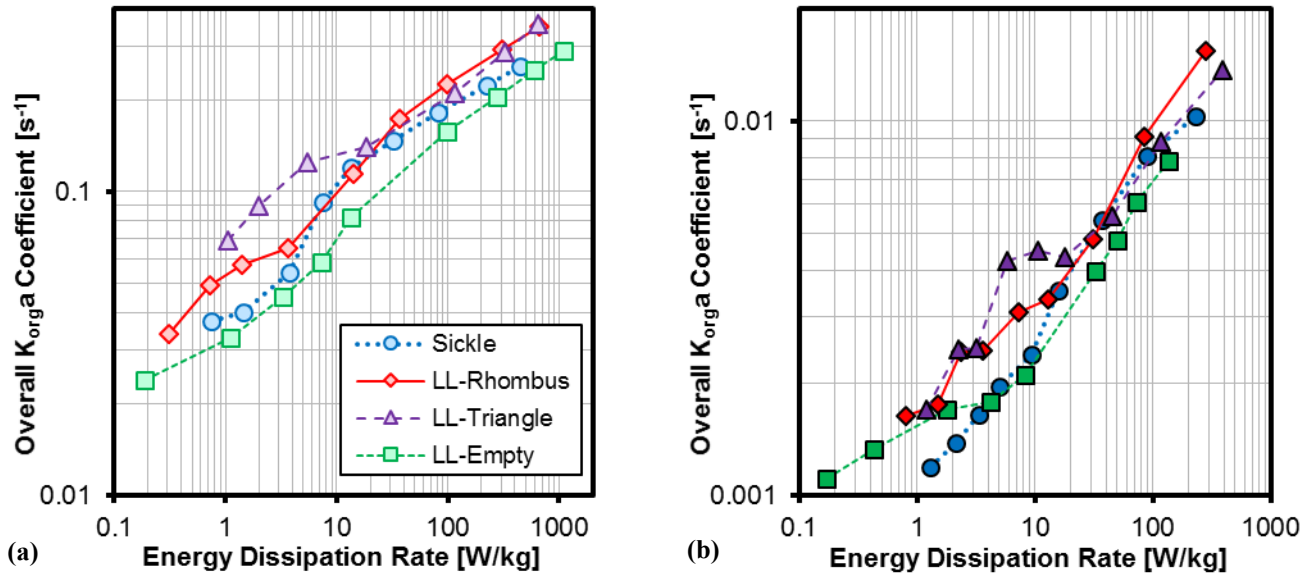 Overall Korga Coefficient [s-1]
0.1
0.01
Sickle
LL-Rhombus
LL-Triangle
LL-Empty
0.1 1 10 100 1000
(a) Energy Dissipation Rate [W/kg]
Overall Korga Coefficient [s-1]
0.01
0.001
0.1 1 10 100 1000
(b) Energy Dissipation Rate [W/kg]